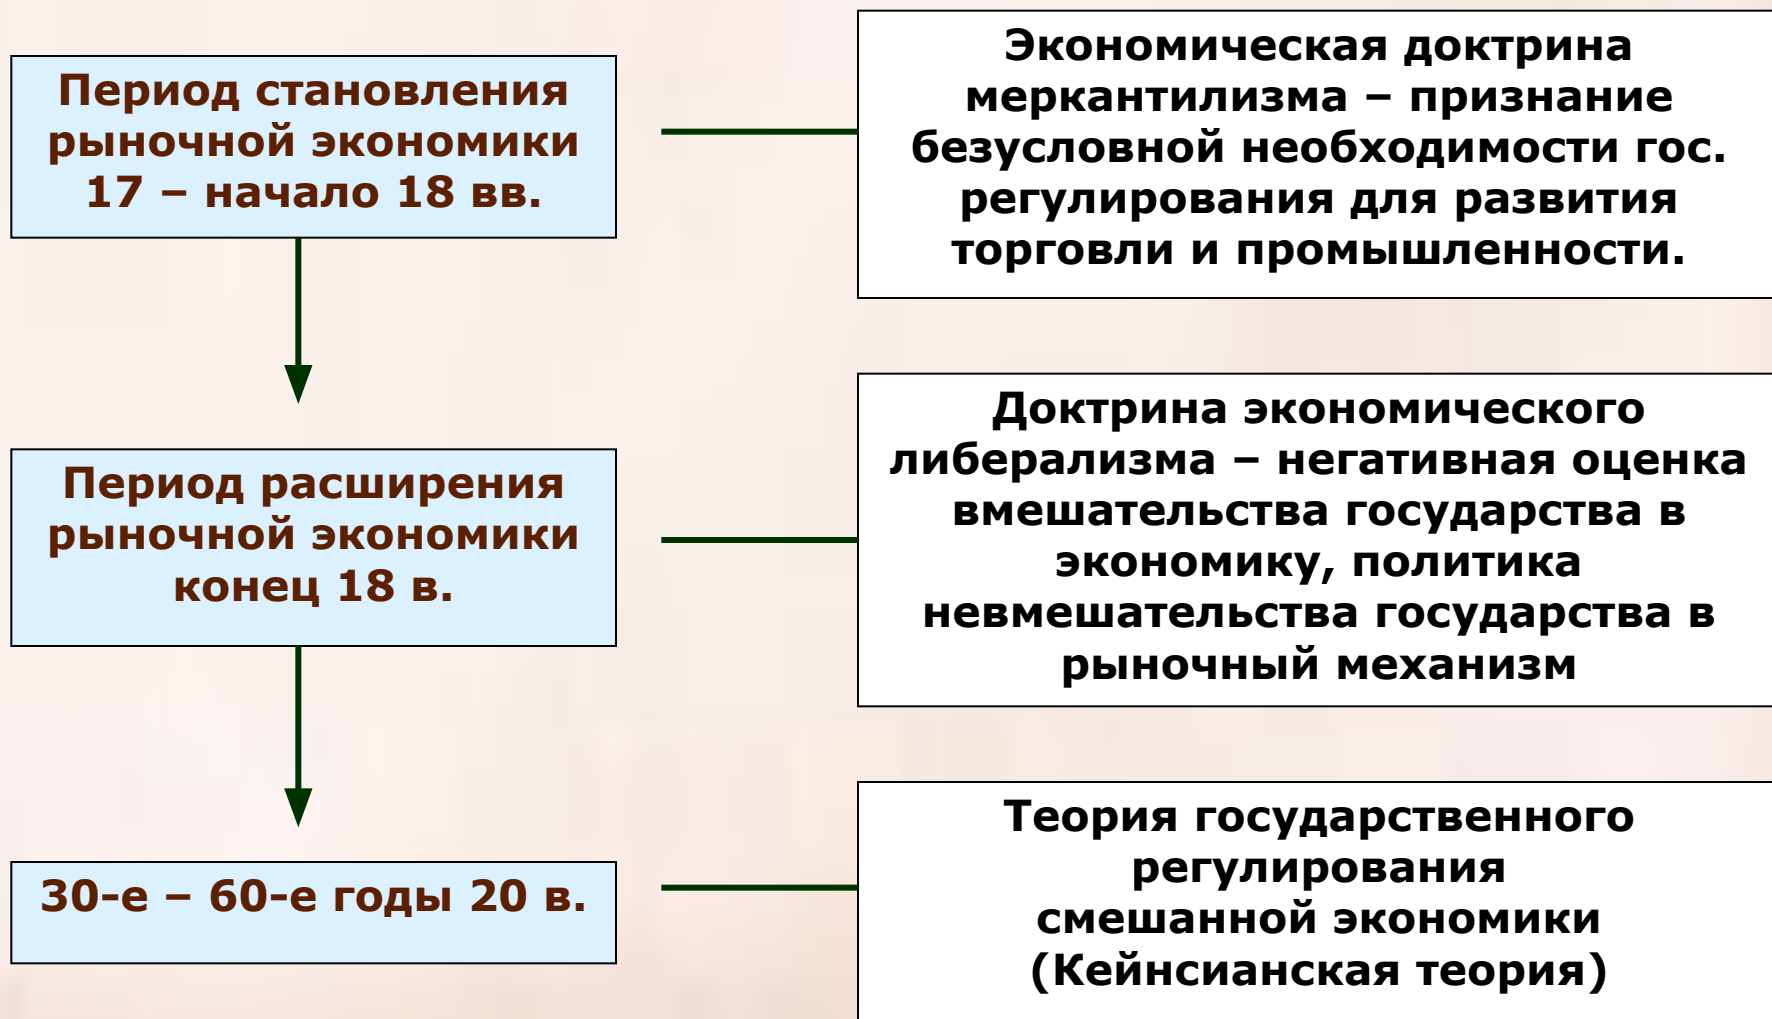 Период становления
рыночной экономики
17 – начало 18 вв.
Экономическая доктрина
меркантилизма – признание
безусловной необходимости гос.
регулирования для развития
торговли и промышленности.
Период расширения
рыночной экономики
конец 18 в.
Доктрина экономического
либерализма – негативная оценка
вмешательства государства в
экономику, политика
невмешательства государства в
рыночный механизм
30-е – 60-е годы 20 в.
Теория государственного
регулирования
смешанной экономики
(Кейнсианская теория)